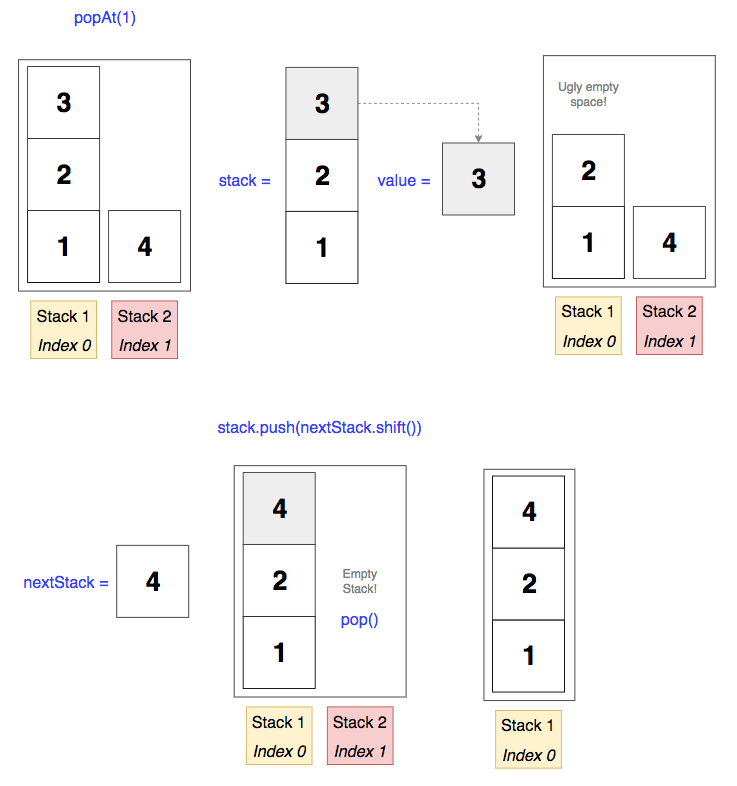 popAt(1)
3
2
1
4
Stack 1
Index 0
Stack 2
Index 1
stack =
3
2
1
value =
3
Ugly empty
space!
2
1
4
Stack 1
Index 0
Stack 2
Index 1
stack.push(nextStack.shift())
nextStack =
4
4
2
1
Empty
Stack!
pop()
Stack 1
Index 0
Stack 2
Index 1
4
2
1
Stack 1
Index 0